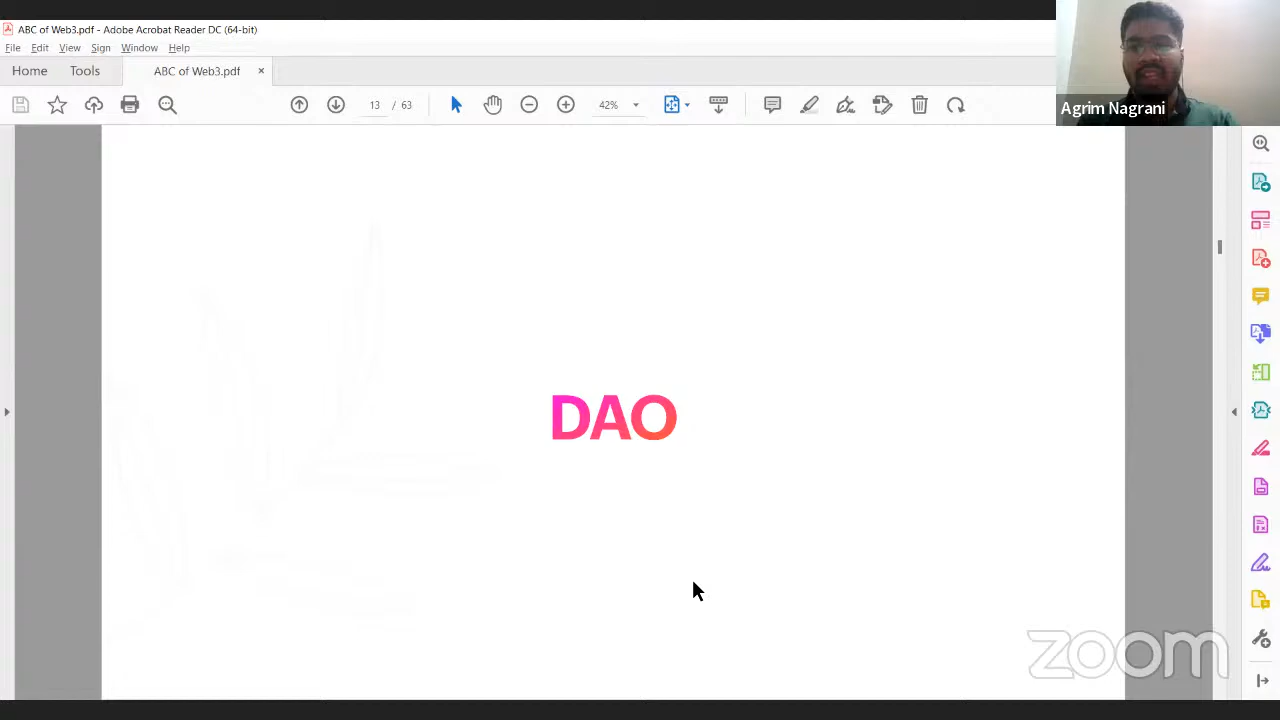 ABC of Web3.pdf - Adobe Acrobat Reader DC (64-bit)
File Edit View Sign Window Help
Home Tools ABC of Web3.pdf ×
13 / 63 42%
Agrim Nagrani
DAO
zoom